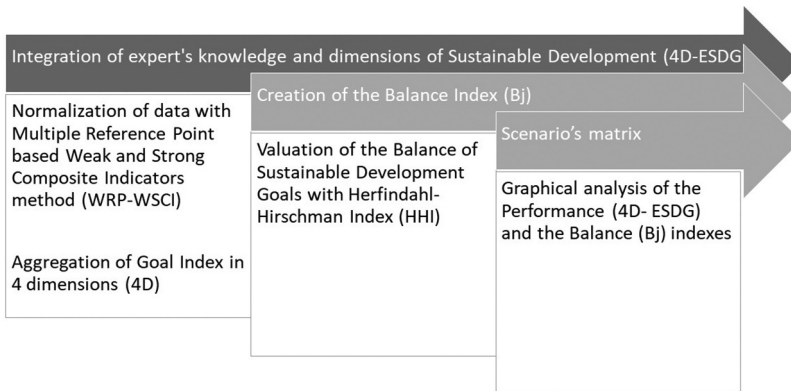 Integration of expert's knowledge and dimensions of Sustainable Development (4D-ESDG
Normalization of data with
Multiple Reference Point
based Weak and Strong
Composite Indicators
method (WRP-WSCI)
Aggregation of Goal Index in
4 dimensions (4D)
Creation of the Balance Index (Bj)
Valuation of the Balance of
Sustainable Development
Goals with Herfindahl-
Hirschman Index (HHI)
Scenario’s matrix
Graphical analysis of the
Performance (4D- ESDG)
and the Balance (Bj) indexes